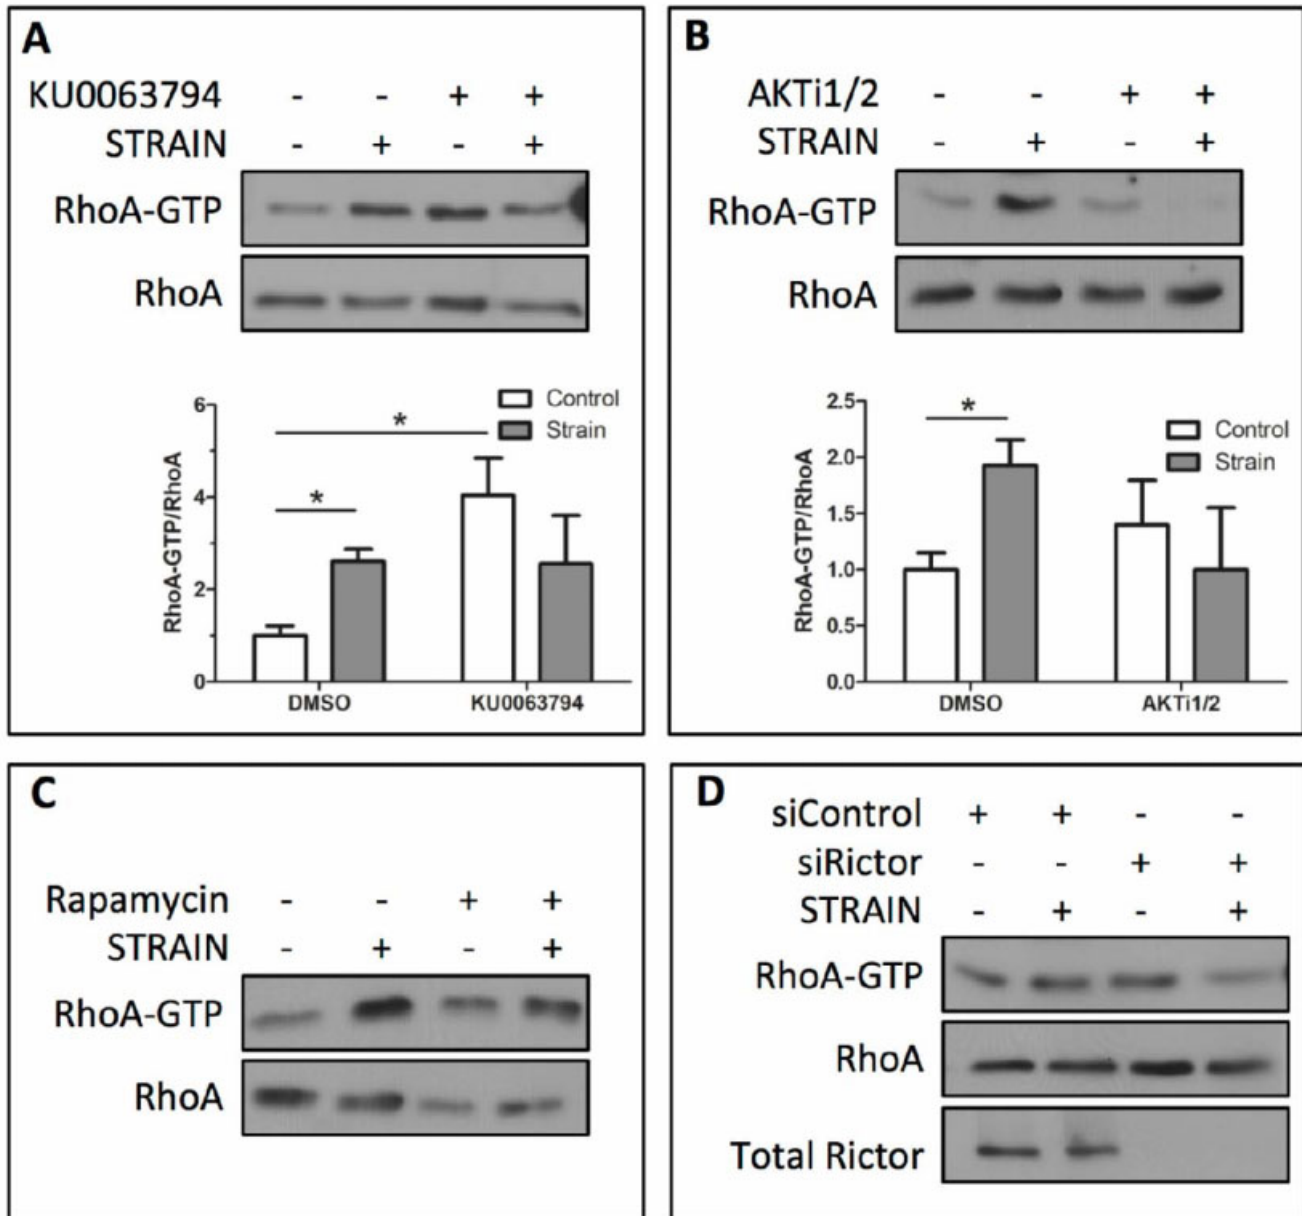 A
KU0063794 - - + +
STRAIN - + - +
RhoA-GTP
RhoA
Control
Strain
*
*
RhoA-GTP/RhoA
6
4
2
0
DMSO KU0063794
B
AKTi1/2 - - + +
STRAIN - + - +
RhoA-GTP
RhoA
Control
Strain
*
RhoA-GTP/RhoA
2.5
2.0
1.5
1.0
0.5
0.0
DMSO AKTi1/2
C
Rapamycin - - + +
STRAIN - + - +
RhoA-GTP
RhoA
D
siControl + + - -
siRictor - - + +
STRAIN - + - +
RhoA-GTP
RhoA
Total Rictor